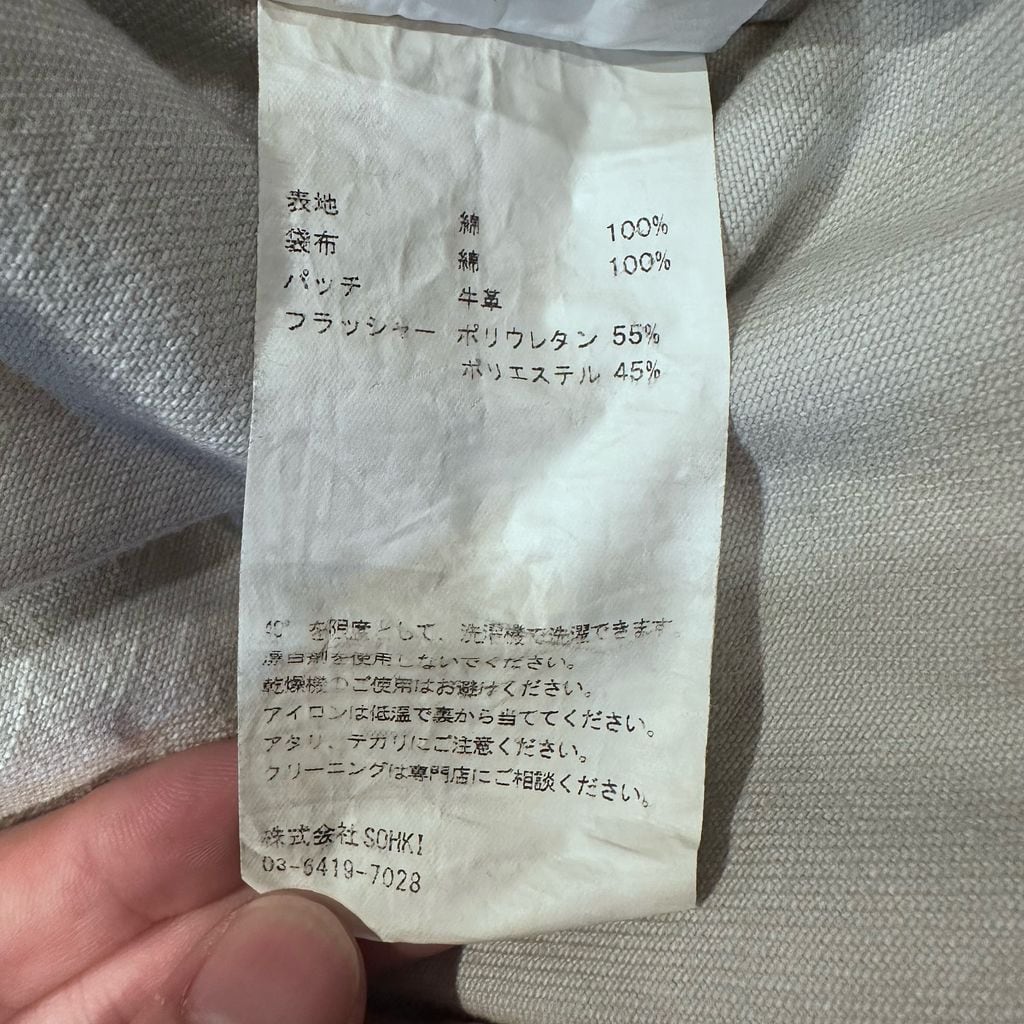 表地 綿 100%
袋布 綿 100%
パッチ 牛革
フラッシャー ポリウレタン 55%
ポリエステル 45%
40° を限度として、洗濯機で洗濯できます。
漂白剤を使用しないでください。
乾燥機のご使用はお避けください。
アイロンは低温で裏から当ててください。
アタリ、テカリにご注意ください。
クリーニングは専門店にご相談ください。
株式会社SOHKI
03-6419-7028